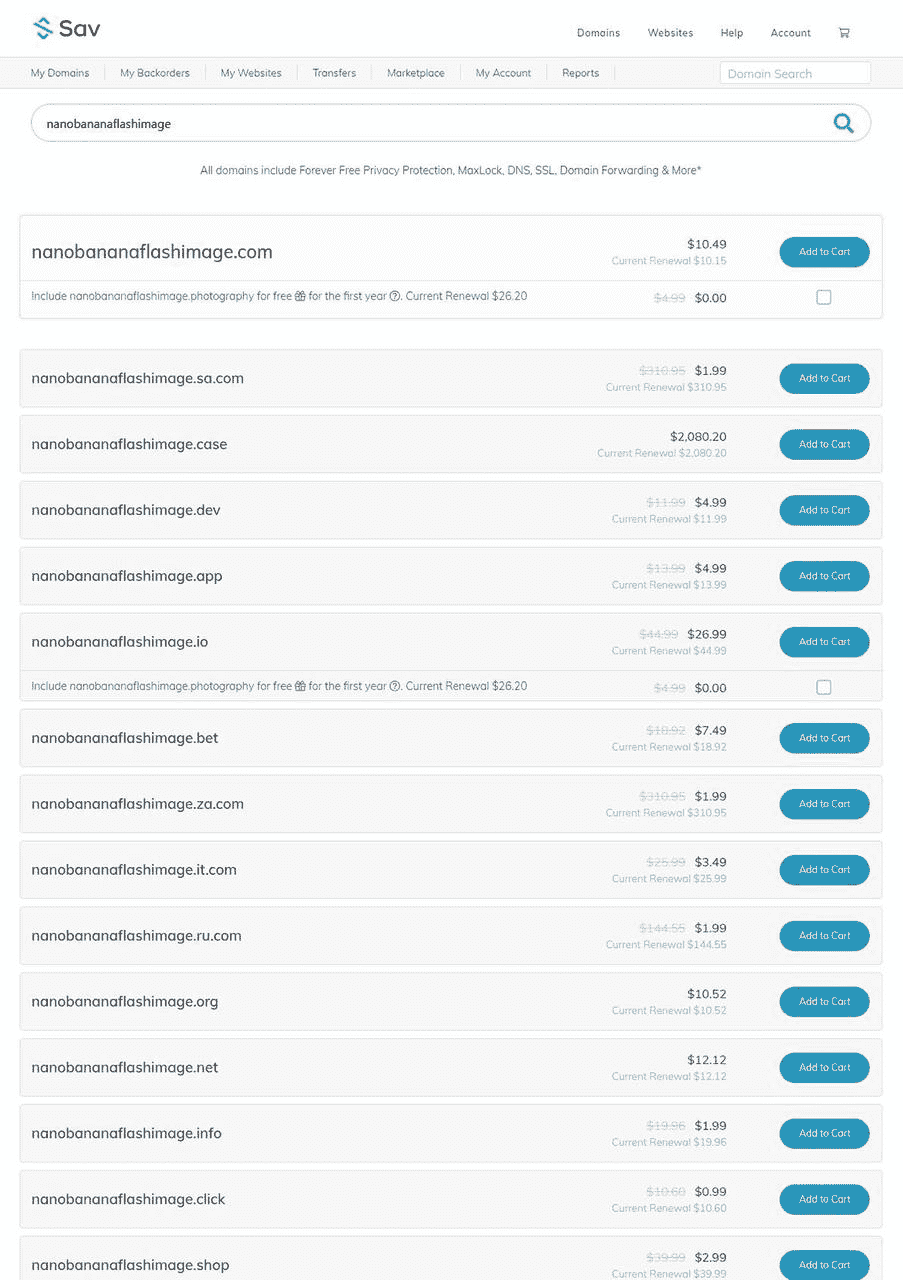 Sav
Domains Websites Help Account
My Domains My Backorders My Websites Transfers Marketplace My Account Reports Domain Search
nanobananaflashimage
All domains include Forever Free Privacy Protection, MaxLock, DNS, SSL, Domain Forwarding & More*
nanobananaflashimage.com $10.49 Add to Cart
Current Renewal $10.15
Include nanobananaflashimage.photography for free for the first year ?. Current Renewal $26.20 $4.99 $0.00
nanobananaflashimage.sa.com $310.95 $1.99 Add to Cart
Current Renewal $310.95
nanobananaflashimage.case $2,080.20 Add to Cart
Current Renewal $2,080.20
nanobananaflashimage.dev $11.99 $4.99 Add to Cart
Current Renewal $11.99
nanobananaflashimage.app $13.99 $4.99 Add to Cart
Current Renewal $13.99
nanobananaflashimage.io $44.99 $26.99 Add to Cart
Current Renewal $44.99
Include nanobananaflashimage.photography for free for the first year ?. Current Renewal $26.20 $4.99 $0.00
nanobananaflashimage.bet $18.92 $7.49 Add to Cart
Current Renewal $18.92
nanobananaflashimage.za.com $310.95 $1.99 Add to Cart
Current Renewal $310.95
nanobananaflashimage.it.com $25.99 $3.49 Add to Cart
Current Renewal $25.99
nanobananaflashimage.ru.com $144.55 $1.99 Add to Cart
Current Renewal $144.55
nanobananaflashimage.org $10.52 Add to Cart
Current Renewal $10.52
nanobananaflashimage.net $12.12 Add to Cart
Current Renewal $12.12
nanobananaflashimage.info $19.96 $1.99 Add to Cart
Current Renewal $19.96
nanobananaflashimage.click $10.60 $0.99 Add to Cart
Current Renewal $10.60
nanobananaflashimage.shop $39.99 $2.99 Add to Cart
Current Renewal $39.99